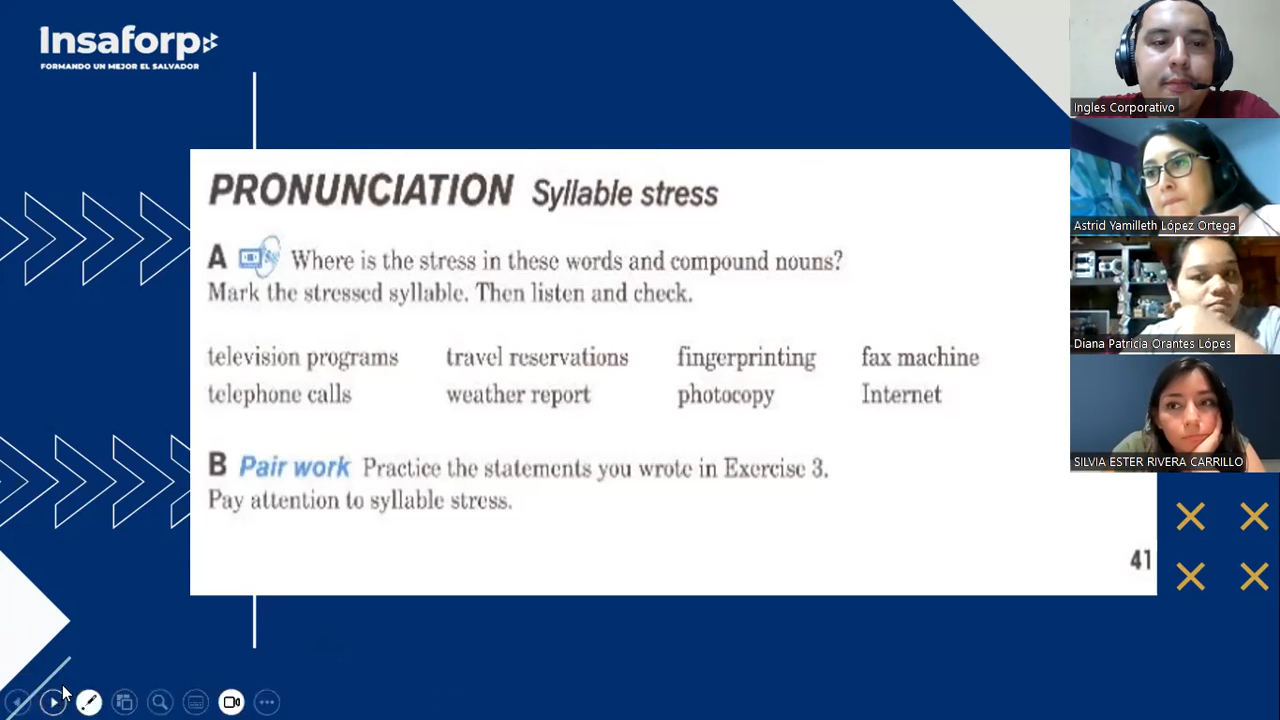 Insaforp
FORMANDO UN MEJOR EL SALVADOR
PRONUNCIATION Syllable stress
A Where is the stress in these words and compound nouns?
Mark the stressed syllable. Then listen and check.
television programs travel reservations fingerprinting fax machine
telephone calls weather report photocopy Internet
B Pair work Practice the statements you wrote in Exercise 3.
Pay attention to syllable stress.
41
Ingles Corporativo
Astrid Yamilleth López Ortega
Diana Patricia Orantes Lópes
SILVIA ESTER RIVERA CARRILLO